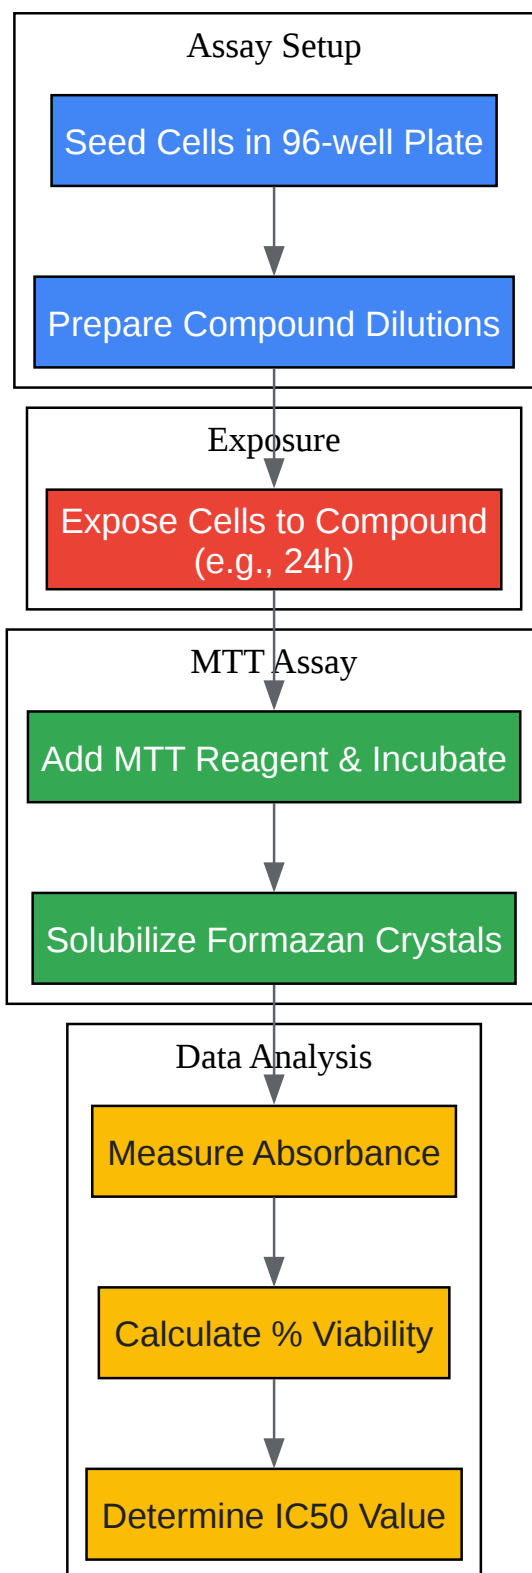 Assay Setup
Seed Cells in 96-well Plate
Prepare Compound Dilutions
Exposure
Expose Cells to Compound
(e.g., 24h)
MTT Assay
Add MTT Reagent & Incubate
Solubilize Formazan Crystals
Data Analysis
Measure Absorbance
Calculate % Viability
Determine IC50 Value